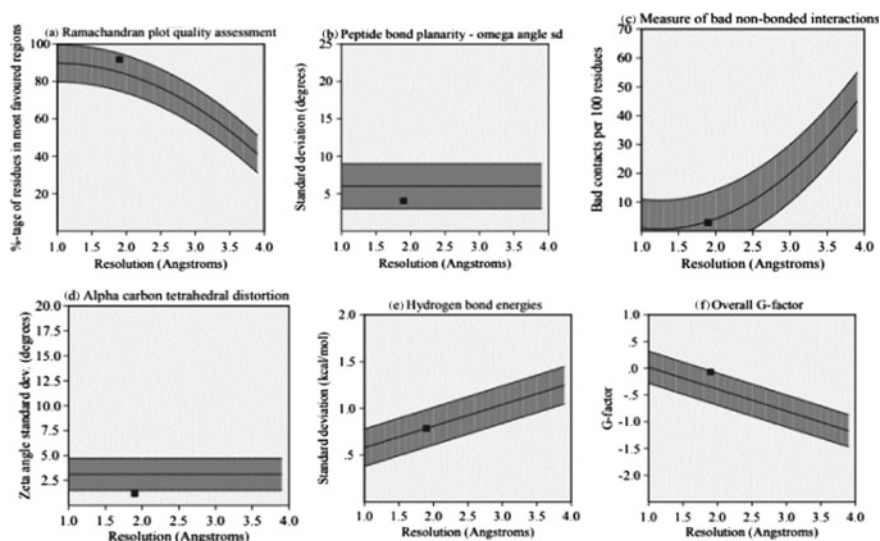 (a) Ramachandran plot quality assessment
%-tage of residues in most favoured regions
100
80
60
40
20
1.0 1.5 2.0 2.5 3.0 3.5 4.0
Resolution (Angstroms)
(b) Peptide bond planarity - omega angle sd
Standard deviation (degrees)
25
20
15
10
5
1.0 1.5 2.0 2.5 3.0 3.5 4.0
Resolution (Angstroms)
(c) Measure of bad non-bonded interactions
Bad contacts per 100 residues
70
60
50
40
30
20
10
1.0 1.5 2.0 2.5 3.0 3.5 4.0
Resolution (Angstroms)
(d) Alpha carbon tetrahedral distortion
Zeta angle standard dev. (degrees)
20.0
17.5
15.0
12.5
10.0
7.5
5.0
2.5
1.0 1.5 2.0 2.5 3.0 3.5 4.0
Resolution (Angstroms)
(e) Hydrogen bond energies
Standard deviation (kcal/mol)
2.0
1.5
1.0
.5
1.0 1.5 2.0 2.5 3.0 3.5 4.0
Resolution (Angstroms)
(f) Overall G-factor
G-factor
1.0
.5
.0
-.5
-1.0
-1.5
-2.0
1.0 1.5 2.0 2.5 3.0 3.5 4.0
Resolution (Angstroms)